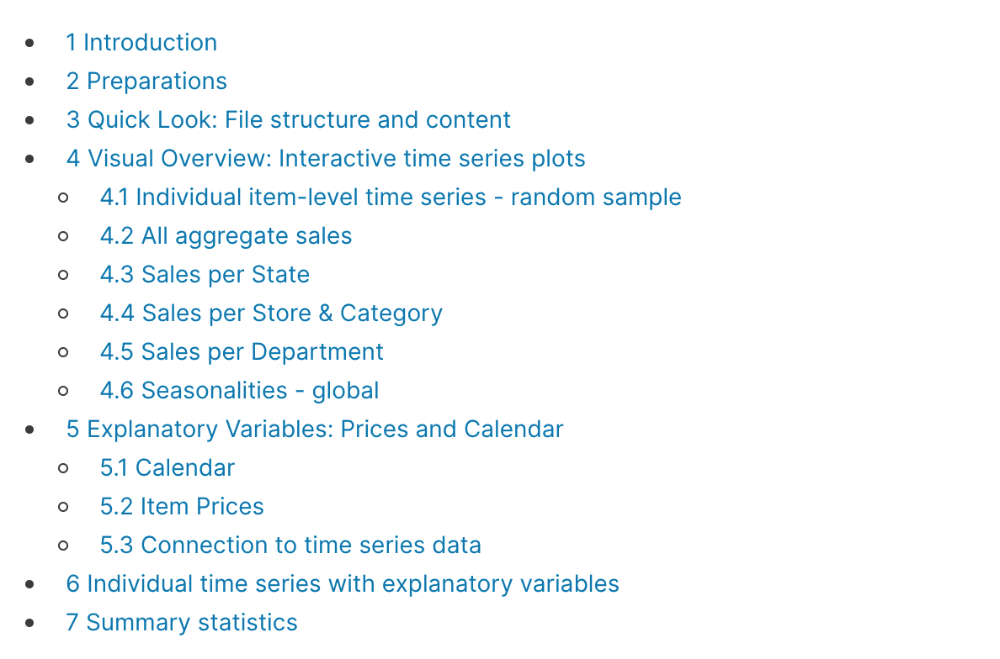 1 Introduction
2 Preparations
3 Quick Look: File structure and content
4 Visual Overview: Interactive time series plots
4.1 Individual item-level time series - random sample
4.2 All aggregate sales
4.3 Sales per State
4.4 Sales per Store & Category
4.5 Sales per Department
4.6 Seasonalities - global
5 Explanatory Variables: Prices and Calendar
5.1 Calendar
5.2 Item Prices
5.3 Connection to time series data
6 Individual time series with explanatory variables
7 Summary statistics